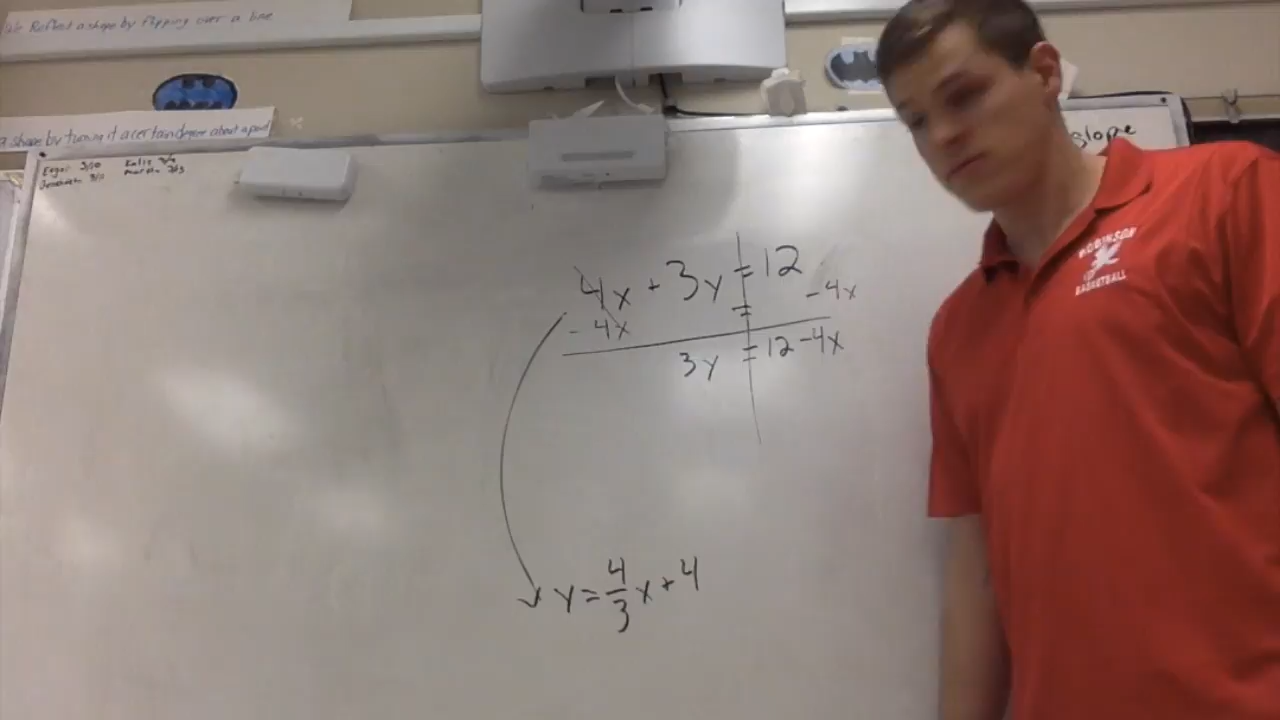 We Reflect a shape by flipping over a line
a shape by turning it a certain degree about a point
slope
4x + 3y = 12
- 4x = - 4x
3y = 12 - 4x
y = 4/3 x + 4
ROBINSON
BASKETBALL